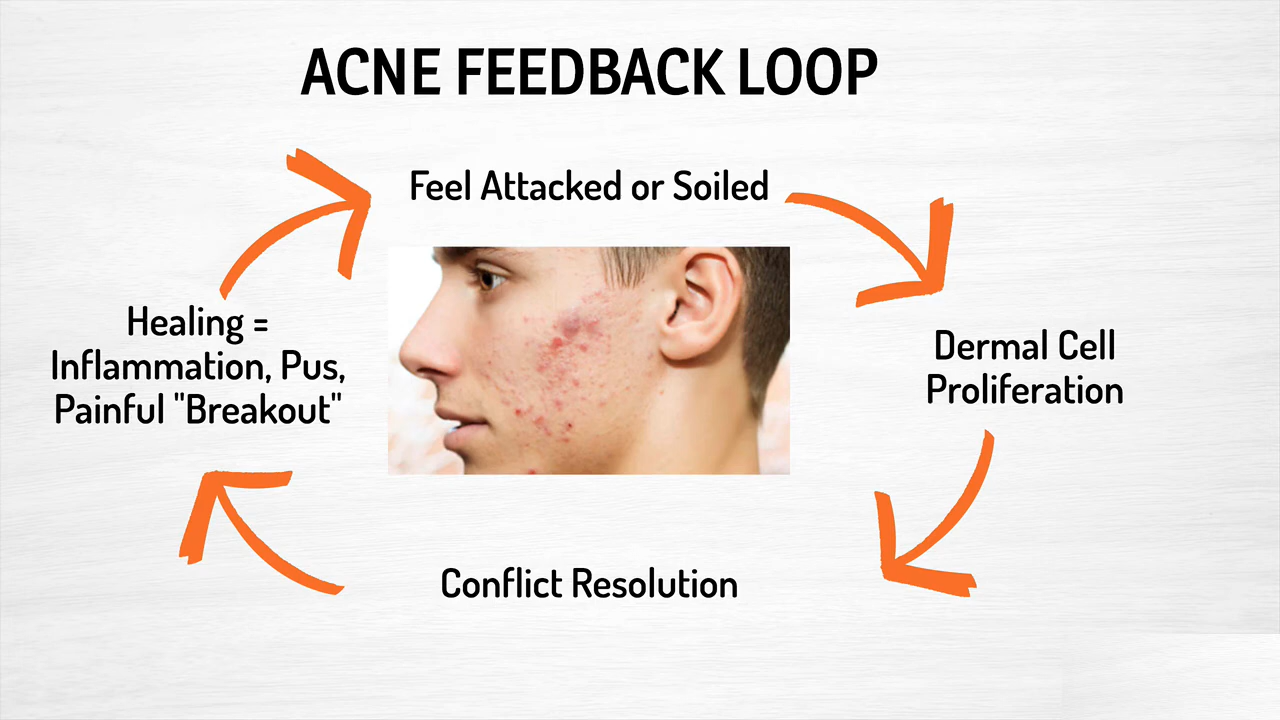 ACNE FEEDBACK LOOP
Feel Attacked or Soiled
Dermal Cell
Proliferation
Conflict Resolution
Healing =
Inflammation, Pus,
Painful "Breakout"